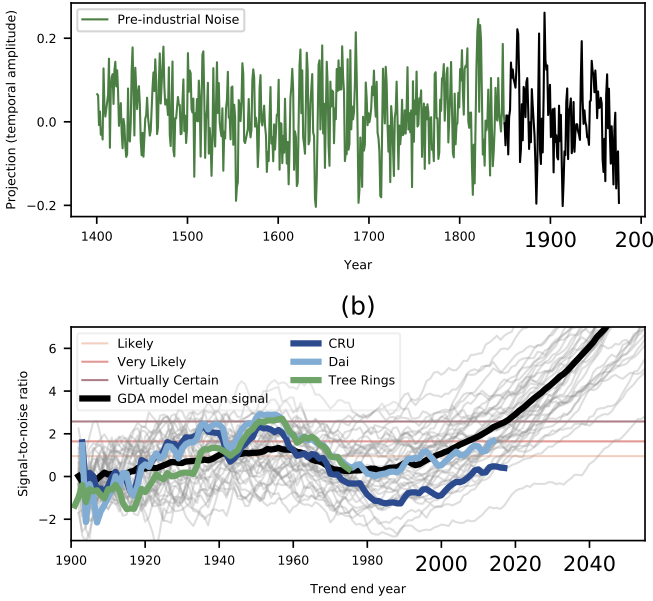 Pre-industrial Noise
Projection (temporal amplitude)
0.2
0.0
−0.2
1400
1500
1600
1700
1800
1900
200
Year
(b)
Signal-to-noise ratio
6
4
2
0
−2
Likely
Very Likely
Virtually Certain
GDA model mean signal
CRU
Dai
Tree Rings
1900
1920
1940
1960
1980
2000
2020
2040
Trend end year